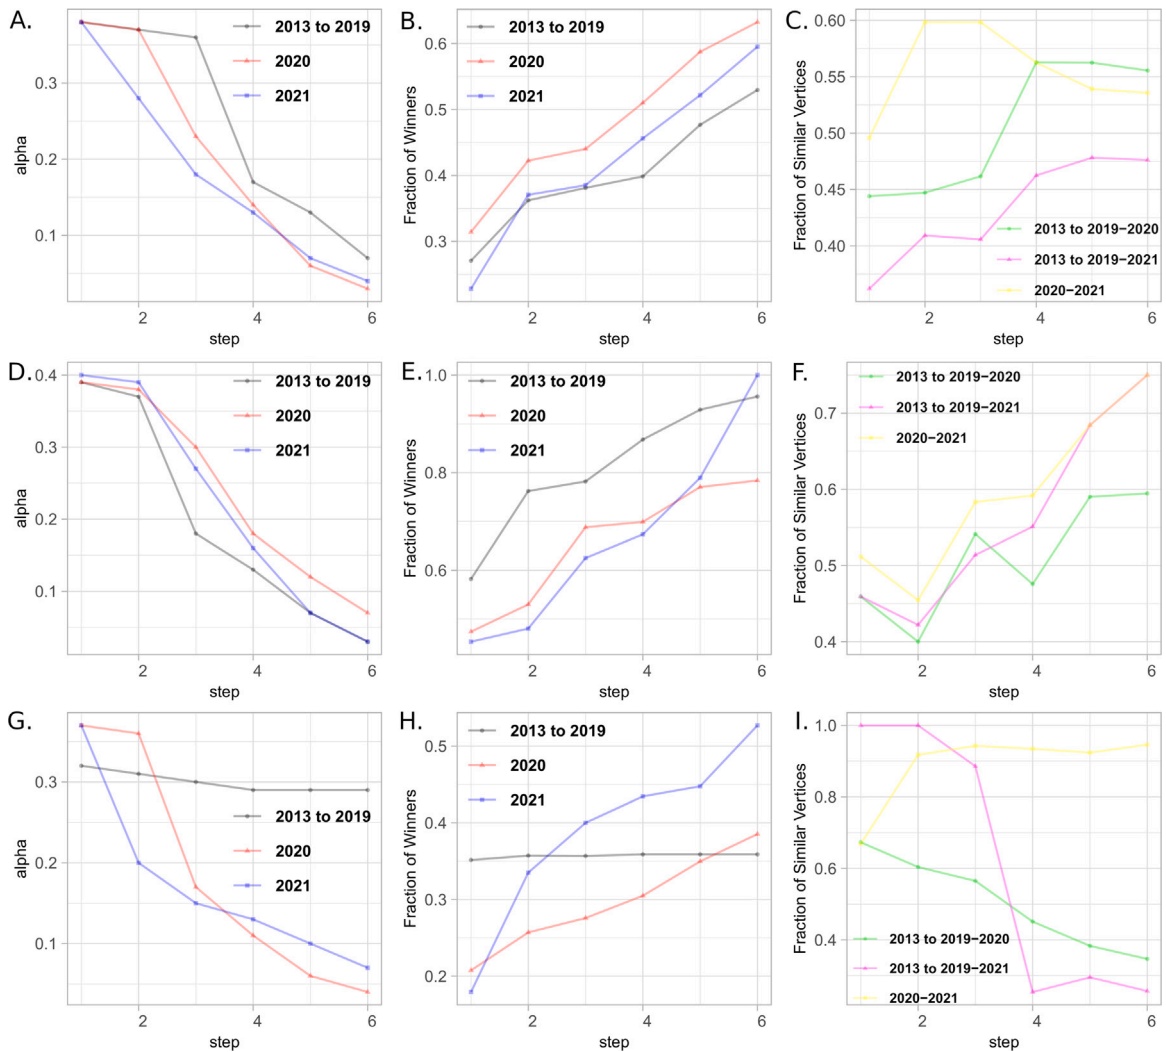 A.
2013 to 2019
2020
2021
0.3
0.2
0.1
alpha
2
4
6
step
B.
2013 to 2019
2020
2021
0.6
0.5
0.4
0.3
Fraction of Winners
2
4
6
step
C.
0.60
0.55
0.50
0.45
0.40
Fraction of Similar Vertices
2013 to 2019−2020
2013 to 2019−2021
2020−2021
2
4
6
step
D.
2013 to 2019
2020
2021
0.4
0.3
0.2
0.1
alpha
2
4
6
step
E.
2013 to 2019
2020
2021
1.0
0.8
0.6
Fraction of Winners
2
4
6
step
F.
2013 to 2019−2020
2013 to 2019−2021
2020−2021
0.7
0.6
0.5
0.4
Fraction of Similar Vertices
2
4
6
step
G.
0.3
0.2
0.1
alpha
2013 to 2019
2020
2021
2
4
6
step
H.
2013 to 2019
2020
2021
0.5
0.4
0.3
0.2
Fraction of Winners
2
4
6
step
I.
1.0
0.8
0.6
0.4
Fraction of Similar Vertices
2013 to 2019−2020
2013 to 2019−2021
2020−2021
2
4
6
step